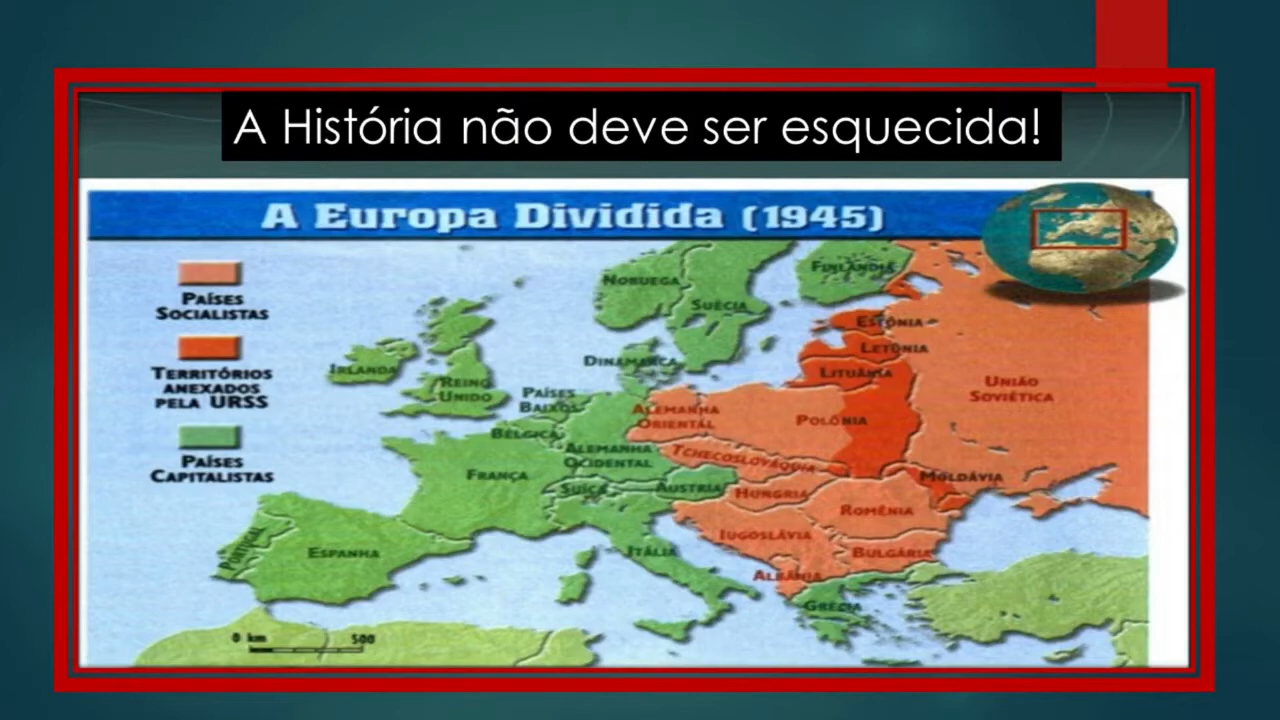 A História não deve ser esquecida!
A Europa Dividida (1945)
Países
Socialistas
Territórios
anexados
pela URSS
Países
Capitalistas
Noruega
Suécia
Finlândia
Estônia
Letônia
Lituânia
Dinamarca
Irlanda
Reino
Unido
Países
Baixos
Bélgica
Alemanha
Oriental
Alemanha
Ocidental
Polônia
União
Soviética
Tchecoslováquia
França
Suíça
Áustria
Hungria
Moldávia
Romênia
Iugoslávia
Itália
Bulgária
Albânia
Grécia
Portugal
Espanha
0 km 500